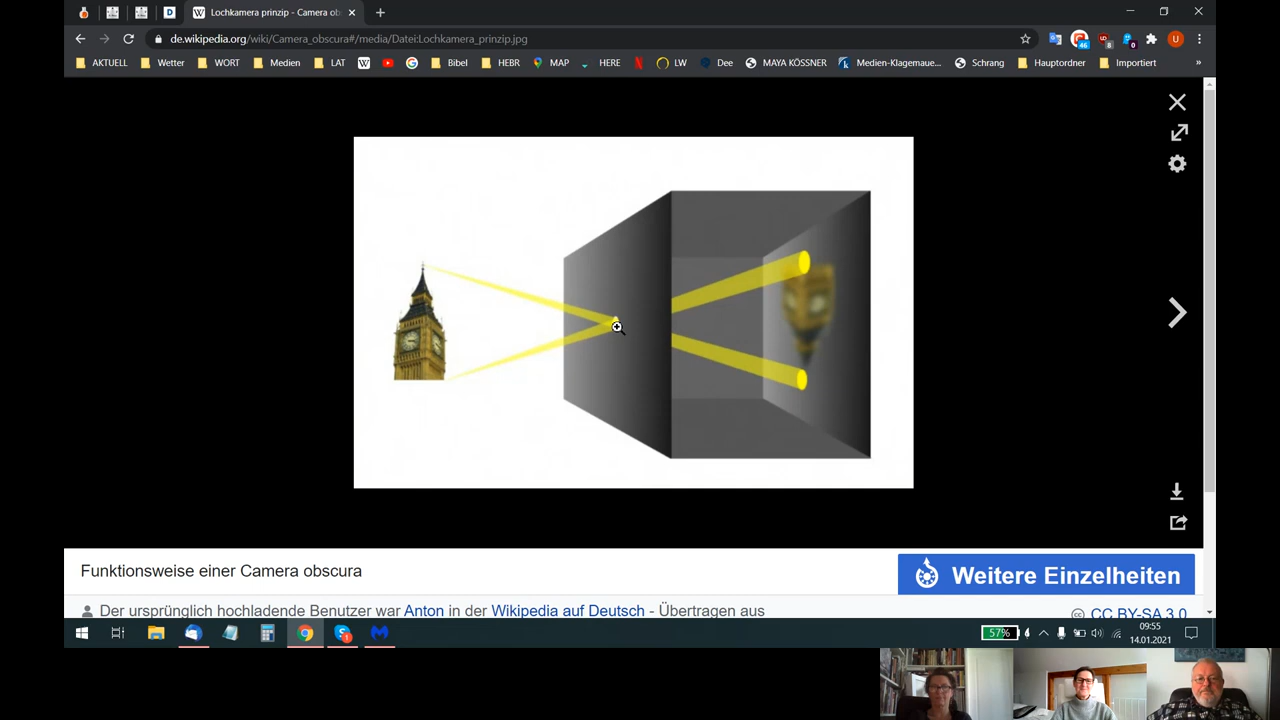 Lochkamera prinzip – Camera ob
de.wikipedia.org/wiki/Camera_obscura#/media/Datei:Lochkamera_prinzip.jpg
AKTUELL Wetter WORT Medien LAT Bibel HEBR MAP HERE LW Dee MAYA KÖSSNER Medien-Klagemaue... Schrang Hauptordner Importiert »
Funktionsweise einer Camera obscura
Weitere Einzelheiten
Der ursprünglich hochladende Benutzer war Anton in der Wikipedia auf Deutsch - Übertragen aus
CC BY-SA 3.0
57%
09:55
14.01.2021